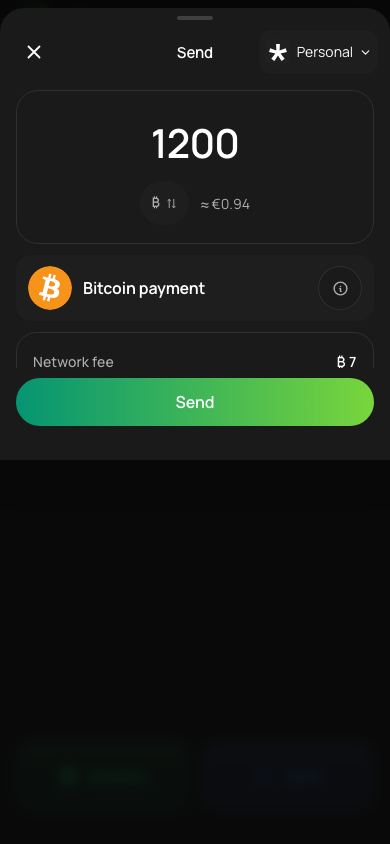 Send
Personal
1200
₿
≈ €0.94
Bitcoin payment
Network fee
₿ 7
Send